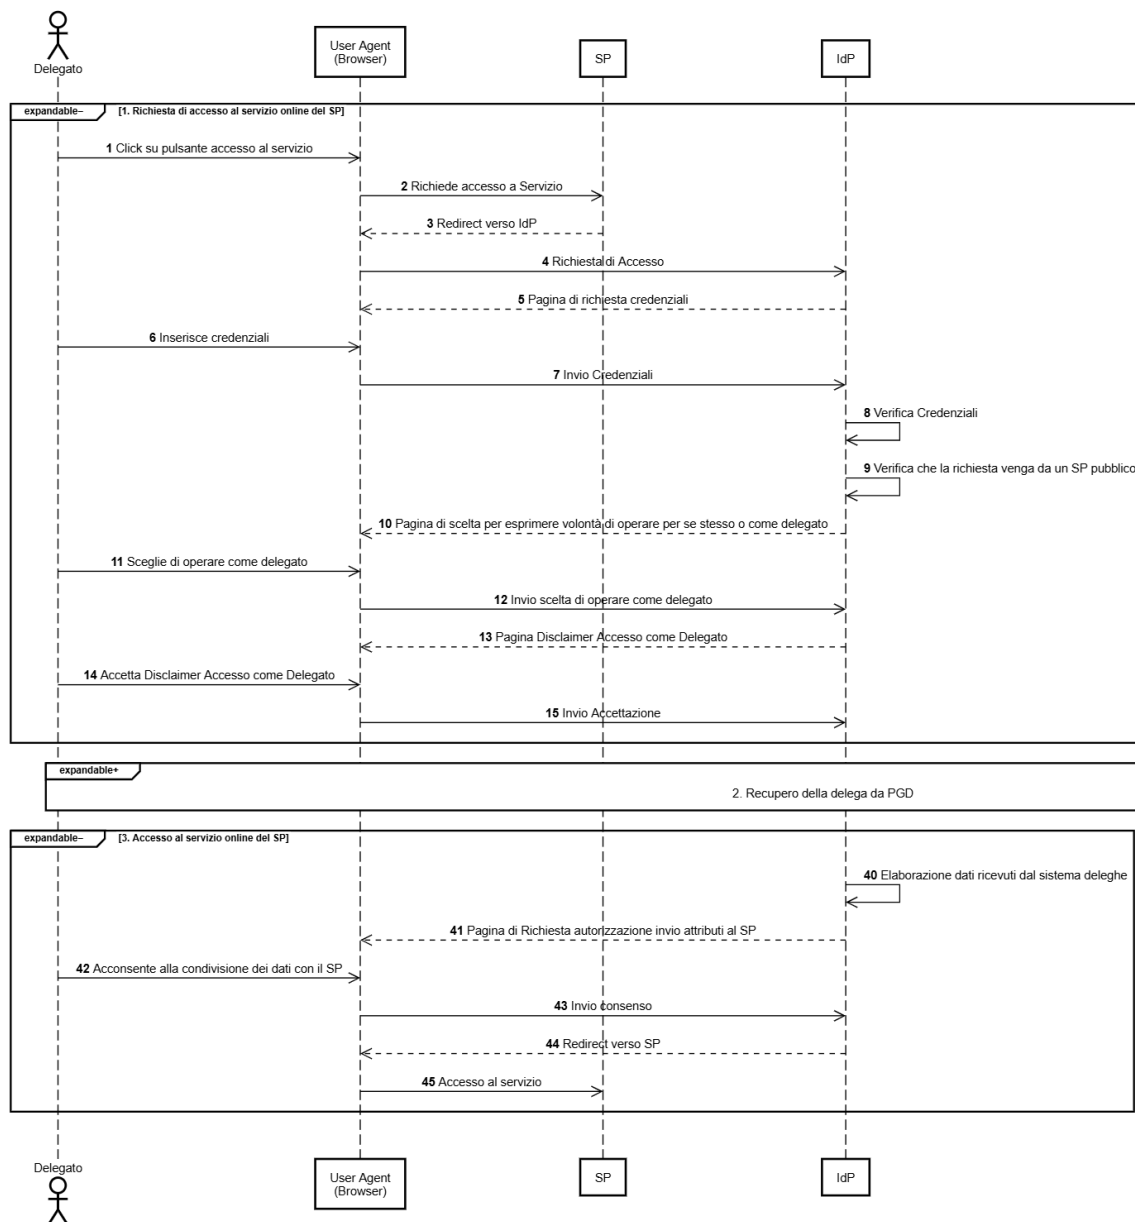 Delegato
User Agent
(Browser)
SP
IdP
expandable–
[1. Richiesta di accesso al servizio online del SP]
1 Click su pulsante accesso al servizio
2 Richiede accesso a Servizio
3 Redirect verso IdP
4 Richiesta di Accesso
5 Pagina di richiesta credenziali
6 Inserisce credenziali
7 Invio Credenziali
8 Verifica Credenziali
9 Verifica che la richiesta venga da un SP pubblico
10 Pagina di scelta per esprimere volontà di operare per se stesso o come delegato
11 Sceglie di operare come delegato
12 Invio scelta di operare come delegato
13 Pagina Disclaimer Accesso come Delegato
14 Accetta Disclaimer Accesso come Delegato
15 Invio Accettazione
expandable+
2. Recupero della delega da PGD
expandable–
[3. Accesso al servizio online del SP]
40 Elaborazione dati ricevuti dal sistema deleghe
41 Pagina di Richiesta autorizzazione invio attributi al SP
42 Acconsente alla condivisione dei dati con il SP
43 Invio consenso
44 Redirect verso SP
45 Accesso al servizio
Delegato
User Agent
(Browser)
SP
IdP